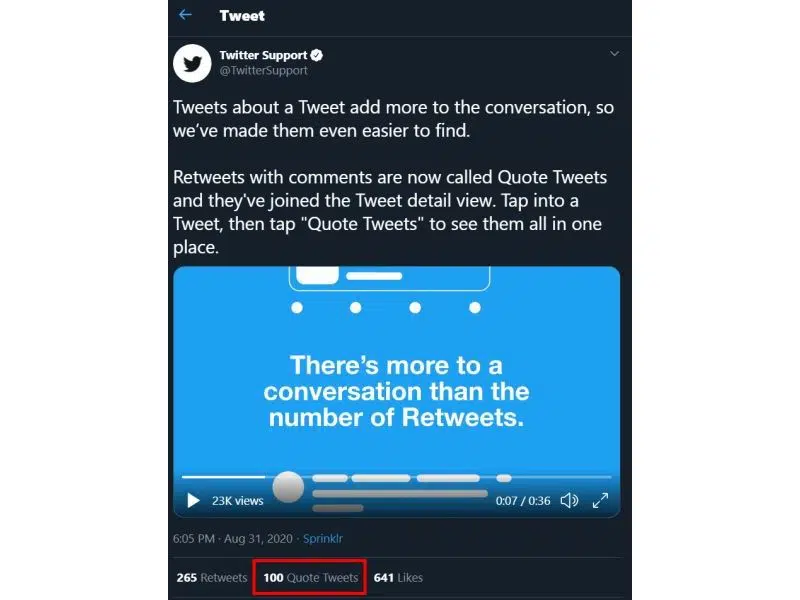 Tweet
Twitter Support
@TwitterSupport
Tweets about a Tweet add more to the conversation, so
we’ve made them even easier to find.
Retweets with comments are now called Quote Tweets
and they've joined the Tweet detail view. Tap into a
Tweet, then tap "Quote Tweets" to see them all in one
place.
There’s more to a
conversation than the
number of Retweets.
23K views
0:07 / 0:36
6:05 PM · Aug 31, 2020 · Sprinklr
265 Retweets 100 Quote Tweets 641 Likes